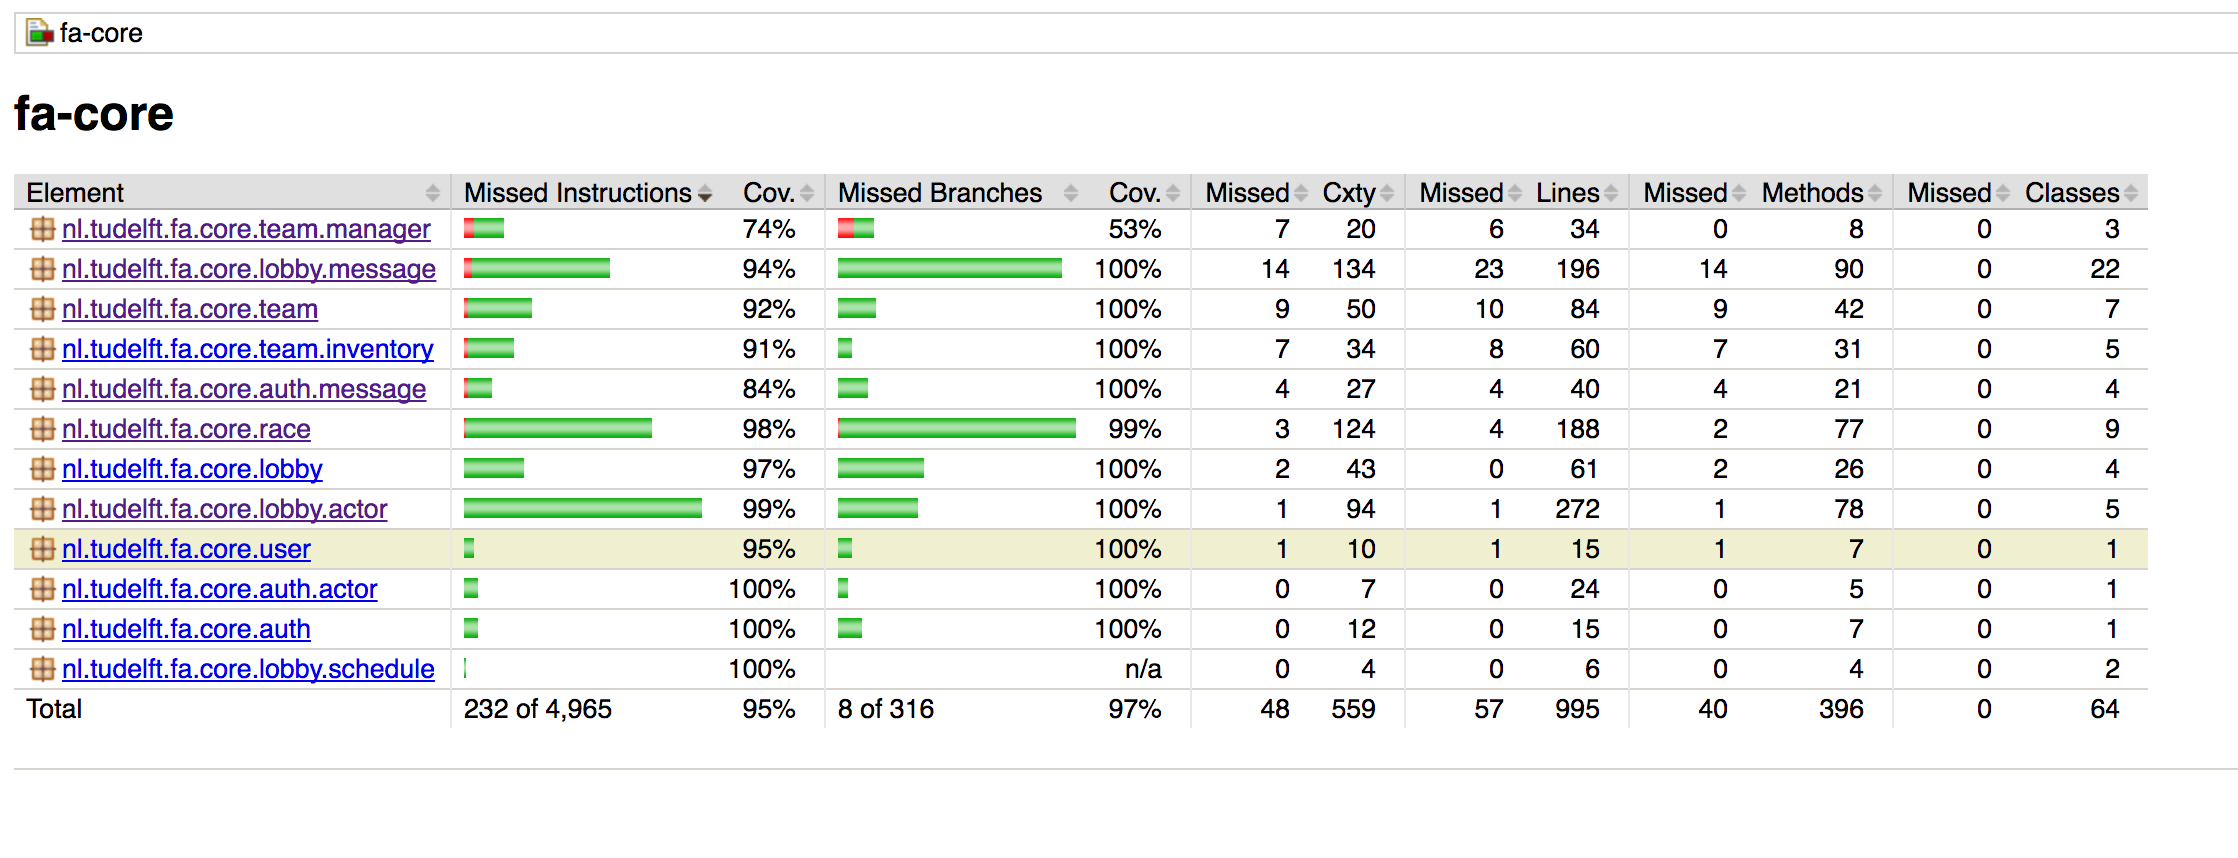 fa-core
fa-core
Element Missed Instructions Cov. Missed Branches Cov. Missed Cxty Missed Lines Missed Methods Missed Classes
nl.tudelft.fa.core.team.manager 74% 53% 7 20 6 34 0 8 0 3
nl.tudelft.fa.core.lobby.message 94% 100% 14 134 23 196 14 90 0 22
nl.tudelft.fa.core.team 92% 100% 9 50 10 84 9 42 0 7
nl.tudelft.fa.core.team.inventory 91% 100% 7 34 8 60 7 31 0 5
nl.tudelft.fa.core.auth.message 84% 100% 4 27 4 40 4 21 0 4
nl.tudelft.fa.core.race 98% 99% 3 124 4 188 2 77 0 9
nl.tudelft.fa.core.lobby 97% 100% 2 43 0 61 2 26 0 4
nl.tudelft.fa.core.lobby.actor 99% 100% 1 94 1 272 1 78 0 5
nl.tudelft.fa.core.user 95% 100% 1 10 1 15 1 7 0 1
nl.tudelft.fa.core.auth.actor 100% 100% 0 7 0 24 0 5 0 1
nl.tudelft.fa.core.auth 100% 100% 0 12 0 15 0 7 0 1
nl.tudelft.fa.core.lobby.schedule 100% n/a 0 4 0 6 0 4 0 2
Total 232 of 4,965 95% 8 of 316 97% 48 559 57 995 40 396 0 64